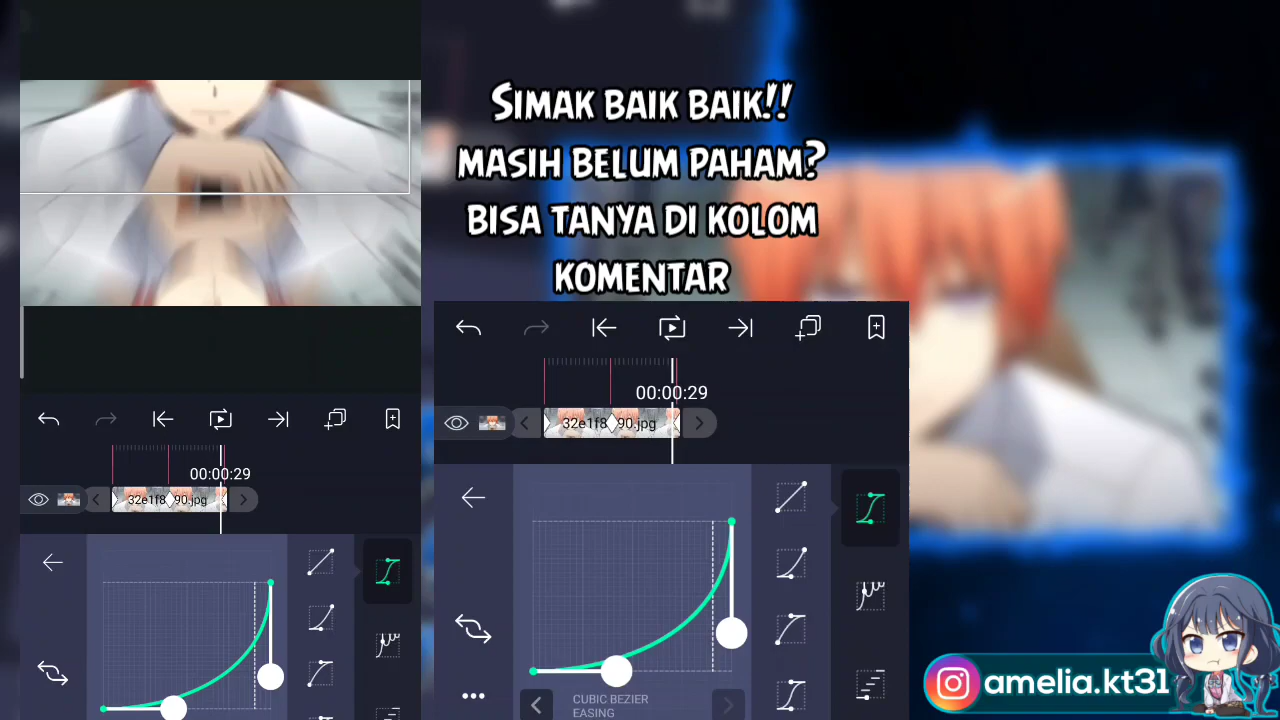 SIMAK BAIK BAIK!!
MASIH BELUM PAHAM?
BISA TANYA DI KOLOM
KOMENTAR
00:00:29
32e1f8 90.jpg
00:00:29
32e1f8 90.jpg
CUBIC BEZIER
EASING
amelia.kt31